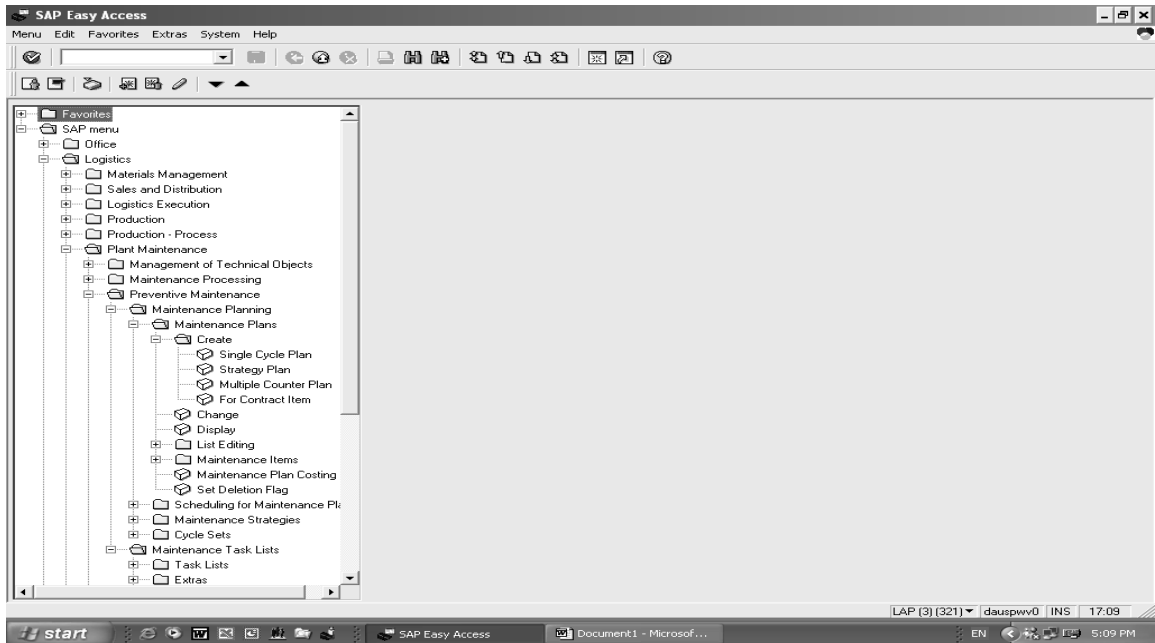 SAP Easy Access
Menu Edit Favorites Extras System Help
Favorites
SAP menu
Office
Logistics
Materials Management
Sales and Distribution
Logistics Execution
Production
Production - Process
Plant Maintenance
Management of Technical Objects
Maintenance Processing
Preventive Maintenance
Maintenance Planning
Maintenance Plans
Create
Single Cycle Plan
Strategy Plan
Multiple Counter Plan
For Contract Item
Change
Display
List Editing
Maintenance Items
Maintenance Plan Costing
Set Deletion Flag
Scheduling for Maintenance Pla
Maintenance Strategies
Cycle Sets
Maintenance Task Lists
Task Lists
Extras
LAP (3) (321) dauspwv0 INS 17:09
start SAP Easy Access Document1 - Microsof... EN 5:09 PM